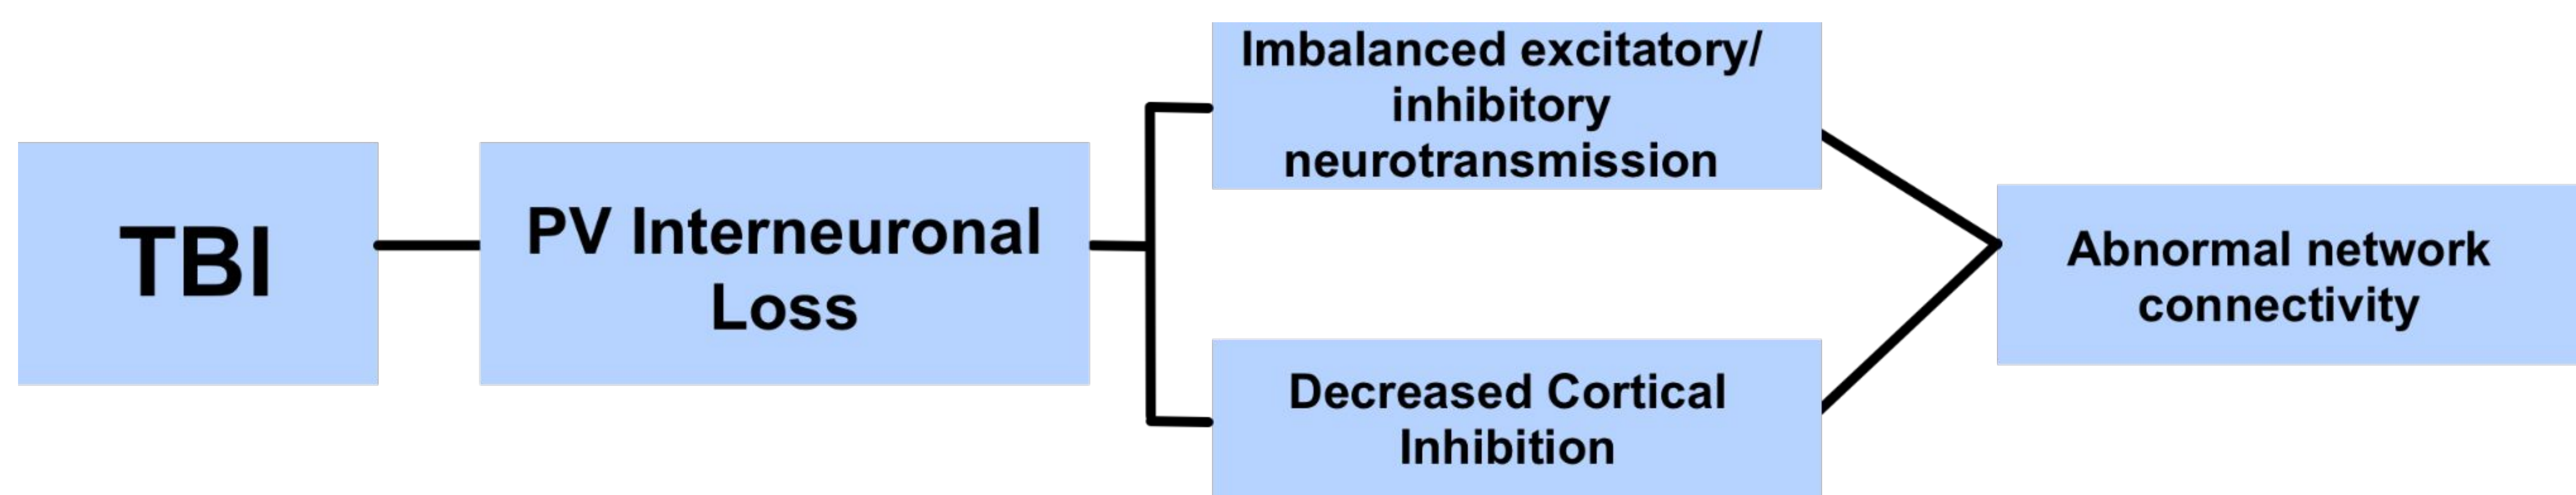 TBI
PV Interneuronal
Loss
Imbalanced excitatory/
inhibitory
neurotransmission
Decreased Cortical
Inhibition
Abnormal network
connectivity